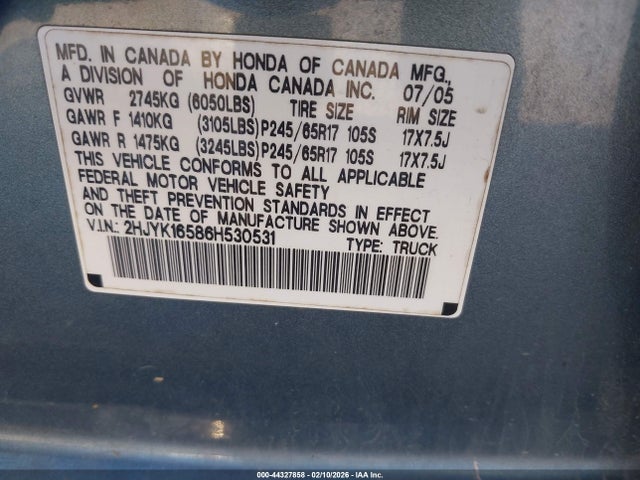 MFD. IN CANADA BY HONDA OF CANADA MFG.,
A DIVISION OF HONDA CANADA INC. 07/05
GVWR 2745KG (6050LBS) TIRE SIZE RIM SIZE
GAWR F 1410KG (3105LBS) P245/65R17 105S 17X7.5J
GAWR R 1475KG (3245LBS) P245/65R17 105S 17X7.5J
THIS VEHICLE CONFORMS TO ALL APPLICABLE
FEDERAL MOTOR VEHICLE SAFETY
AND THEFT PREVENTION STANDARDS IN EFFECT
ON THE DATE OF MANUFACTURE SHOWN ABOVE.
V.I.N.: 2HJYK16586H530531 TYPE: TRUCK
000-44327858 - 02/10/2026 - IAA Inc.